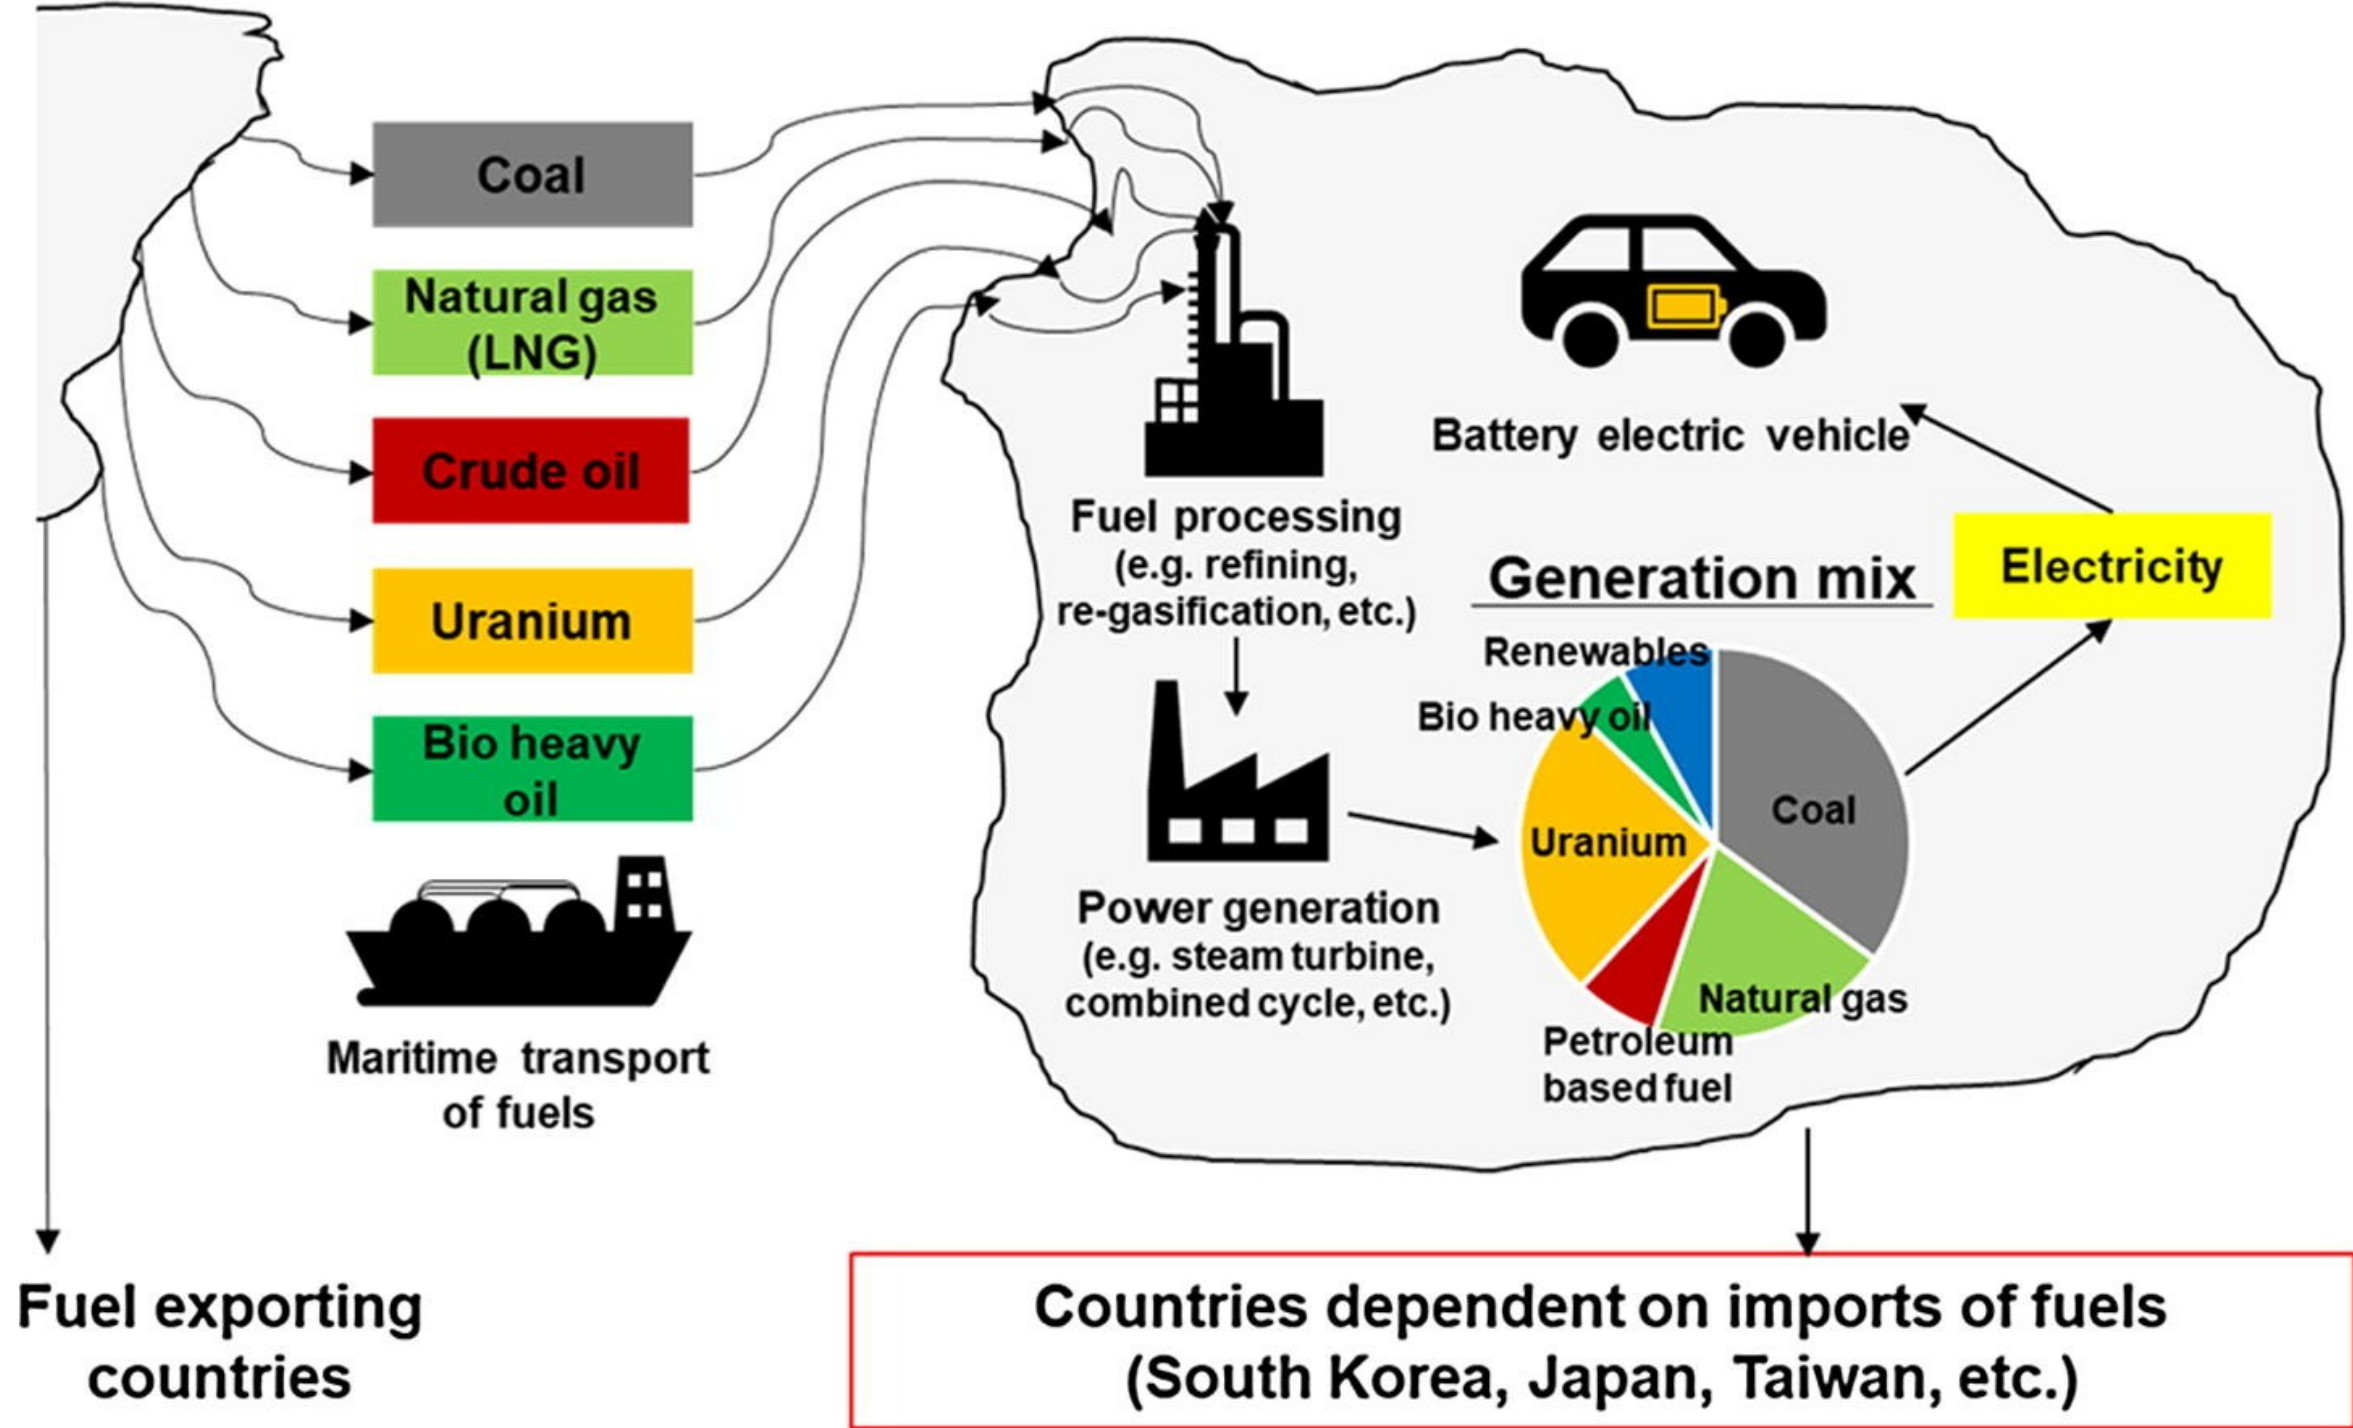 Coal
Natural gas
(LNG)
Crude oil
Uranium
Bio heavy
oil
Maritime transport
of fuels
Fuel exporting
countries
Fuel processing
(e.g. refining,
re-gasification, etc.)
Power generation
(e.g. steam turbine,
combined cycle, etc.)
Battery electric vehicle
Electricity
Generation mix
Renewables
Bio heavy oil
Coal
Uranium
Natural gas
Petroleum
based fuel
Countries dependent on imports of fuels
(South Korea, Japan, Taiwan, etc.)